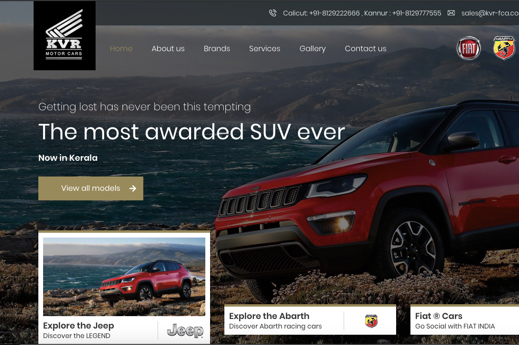 Calicut: +91-8129222666 , Kannur : +91-8129777555
sales@kvr-fca.co
KVR
MOTOR CARS
Home
About us
Brands
Services
Gallery
Contact us
FIAT
Getting lost has never been this tempting
The most awarded SUV ever
Now in Kerala
View all models
Explore the Jeep
Discover the LEGEND
Jeep
Explore the Abarth
Discover Abarth racing cars
Fiat ® Cars
Go Social with FIAT INDIA